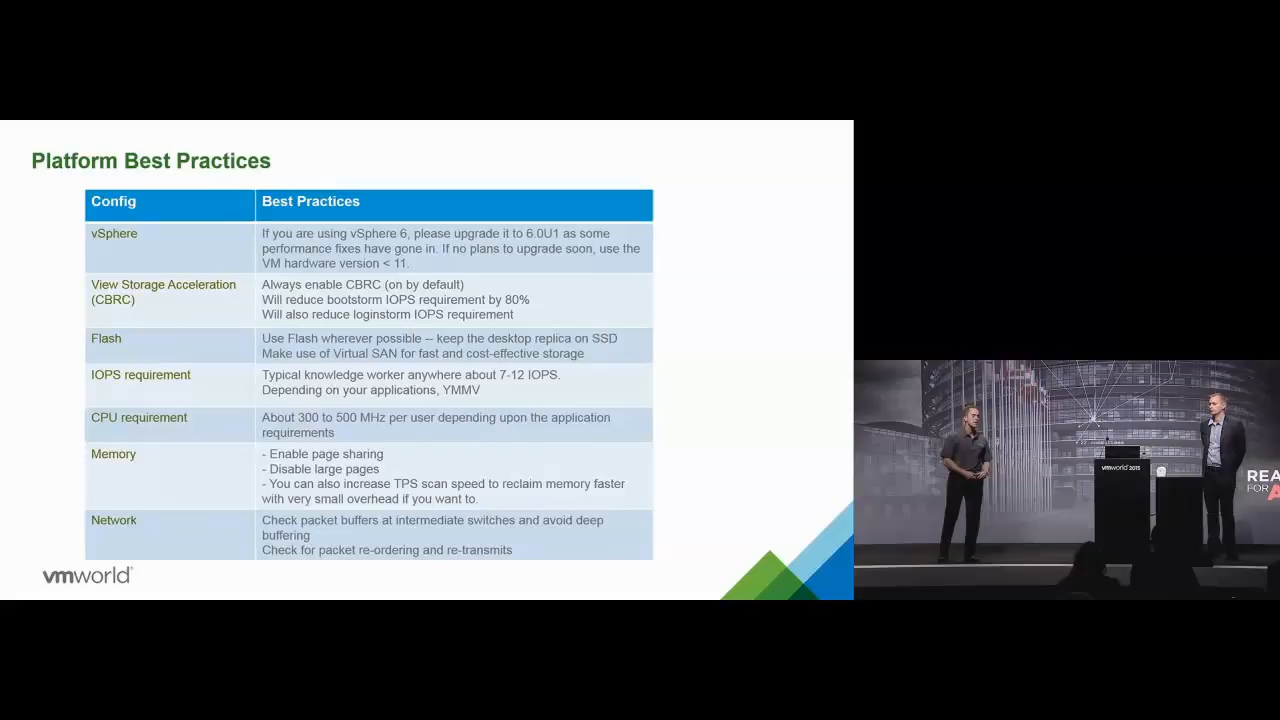 Platform Best Practices
Config
Best Practices
vSphere
If you are using vSphere 6, please upgrade it to 6.0U1 as some
performance fixes have gone in. If no plans to upgrade soon, use the
VM hardware version < 11.
View Storage Acceleration
(CBRC)
Always enable CBRC (on by default)
Will reduce bootstorm IOPS requirement by 80%
Will also reduce loginstorm IOPS requirement
Flash
Use Flash wherever possible -- keep the desktop replica on SSD
Make use of Virtual SAN for fast and cost-effective storage
IOPS requirement
Typical knowledge worker anywhere about 7-12 IOPS.
Depending on your applications, YMMV
CPU requirement
About 300 to 500 MHz per user depending upon the application
requirements
Memory
- Enable page sharing
- Disable large pages
- You can also increase TPS scan speed to reclaim memory faster
with very small overhead if you want to.
Network
Check packet buffers at intermediate switches and avoid deep
buffering
Check for packet re-ordering and re-transmits
vmworld®
vmworld 2015
REA
FOR A